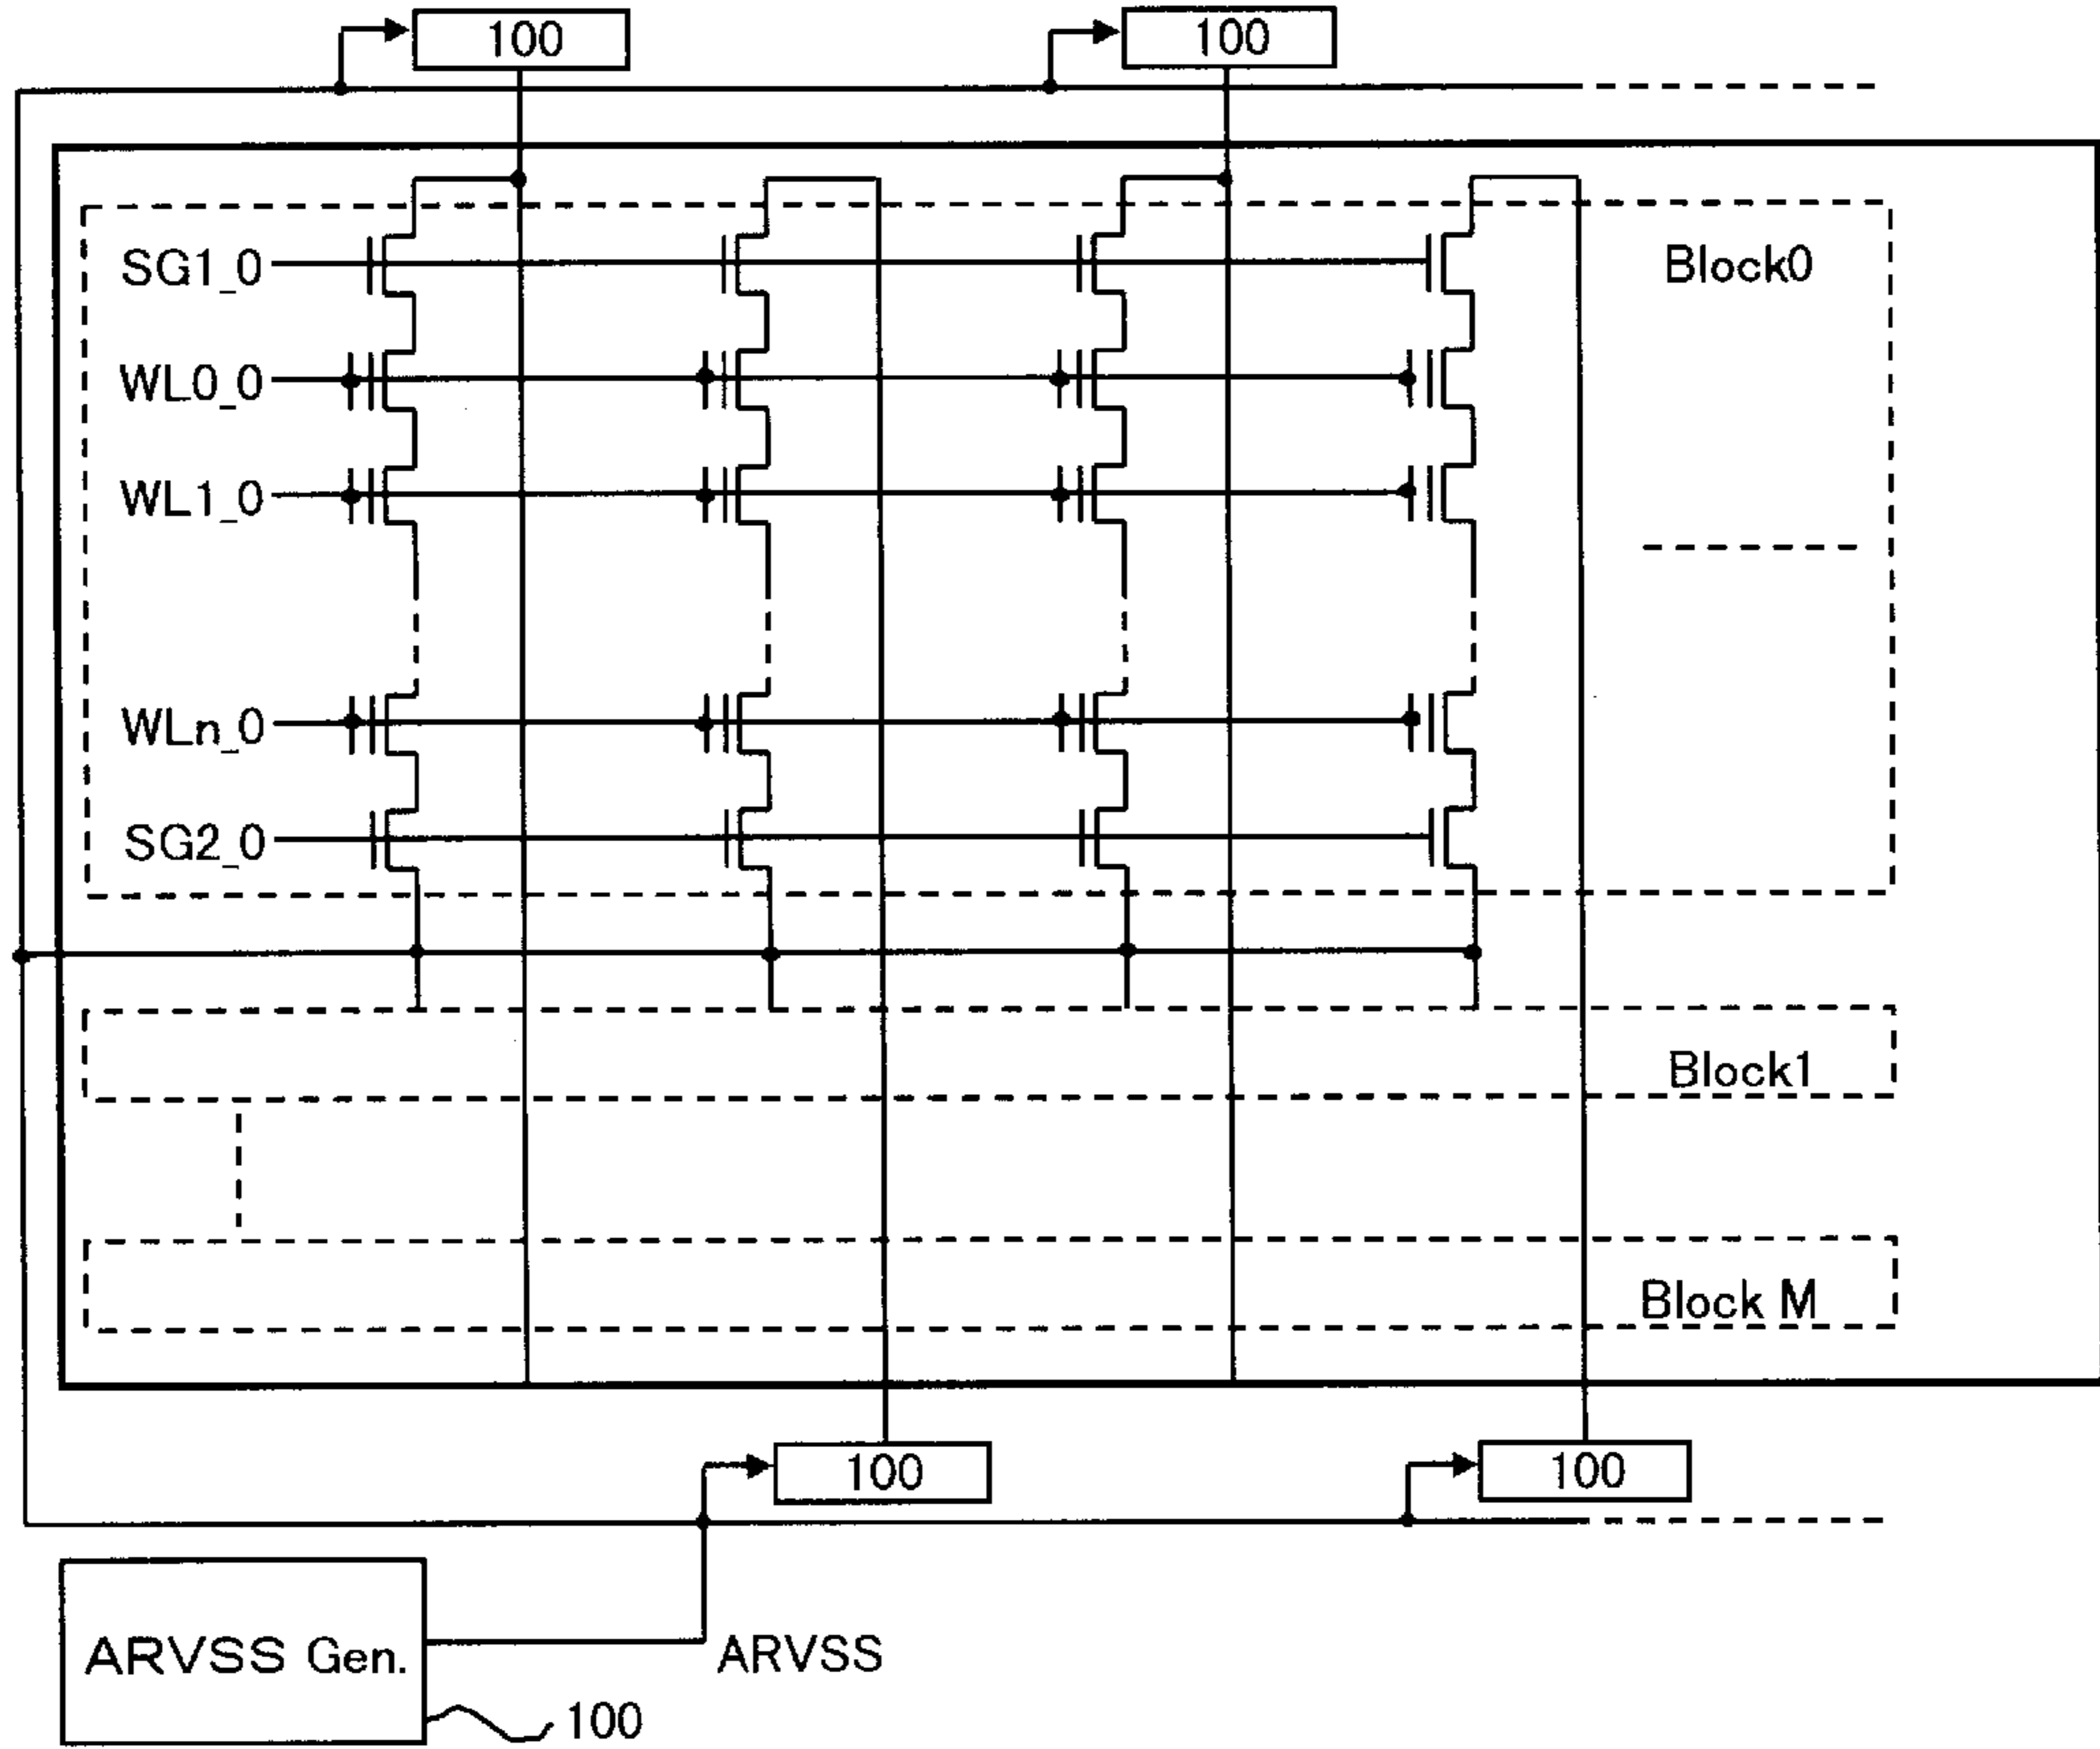 100
100
SG1_0
Block0
WL0_0
WL1_0
WLn_0
SG2_0
Block1
Block M
100
100
ARVSS Gen.
ARVSS
100